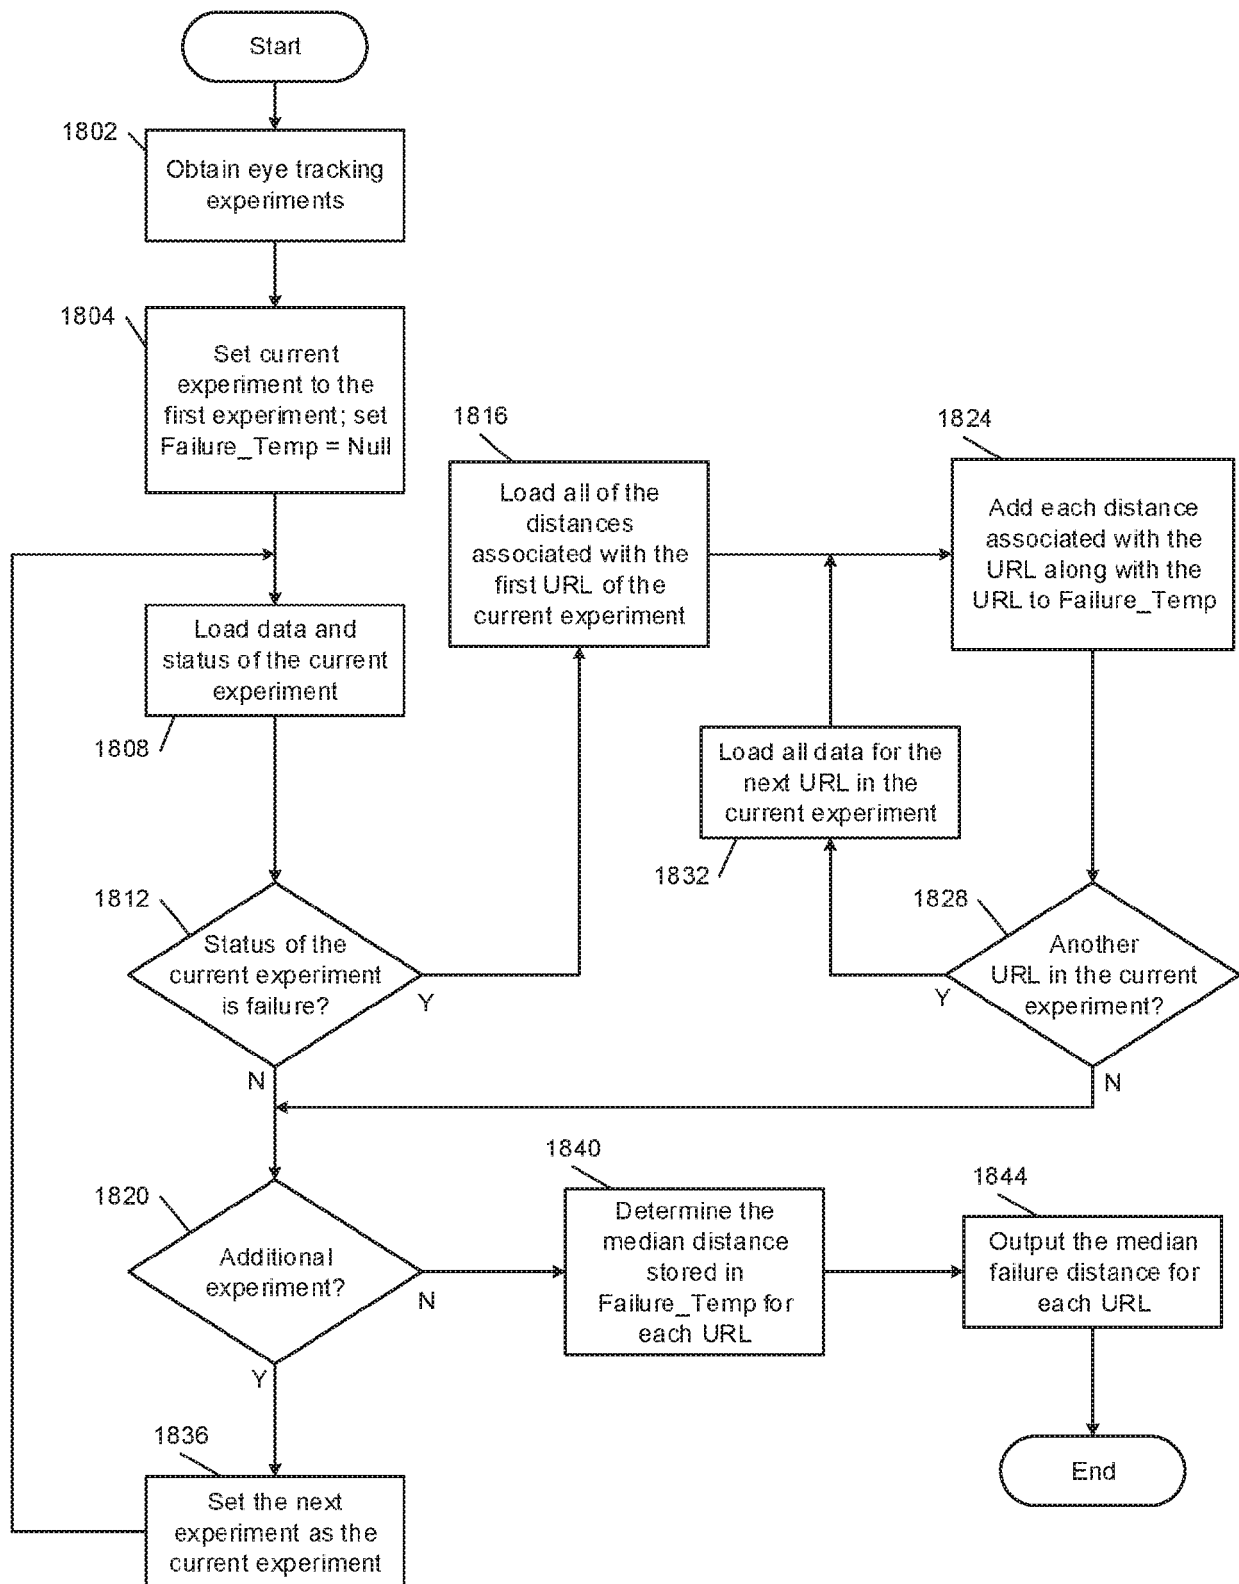 Start
1802
Obtain eye tracking
experiments
1804
Set current
experiment to the
first experiment; set
Failure_Temp = Null
1816
Load all of the
distances
associated with the
first URL of the
current experiment
1824
Add each distance
associated with the
URL along with the
URL to Failure_Temp
Load data and
status of the current
experiment
1808
Load all data for the
next URL in the
current experiment
1832
1812
Status of the
current experiment
is failure?
Y
N
1828
Another
URL in the current
experiment?
Y
N
1820
Additional
experiment?
N
Y
1840
Determine the
median distance
stored in
Failure_Temp for
each URL
1844
Output the median
failure distance for
each URL
1836
Set the next
experiment as the
current experiment
End